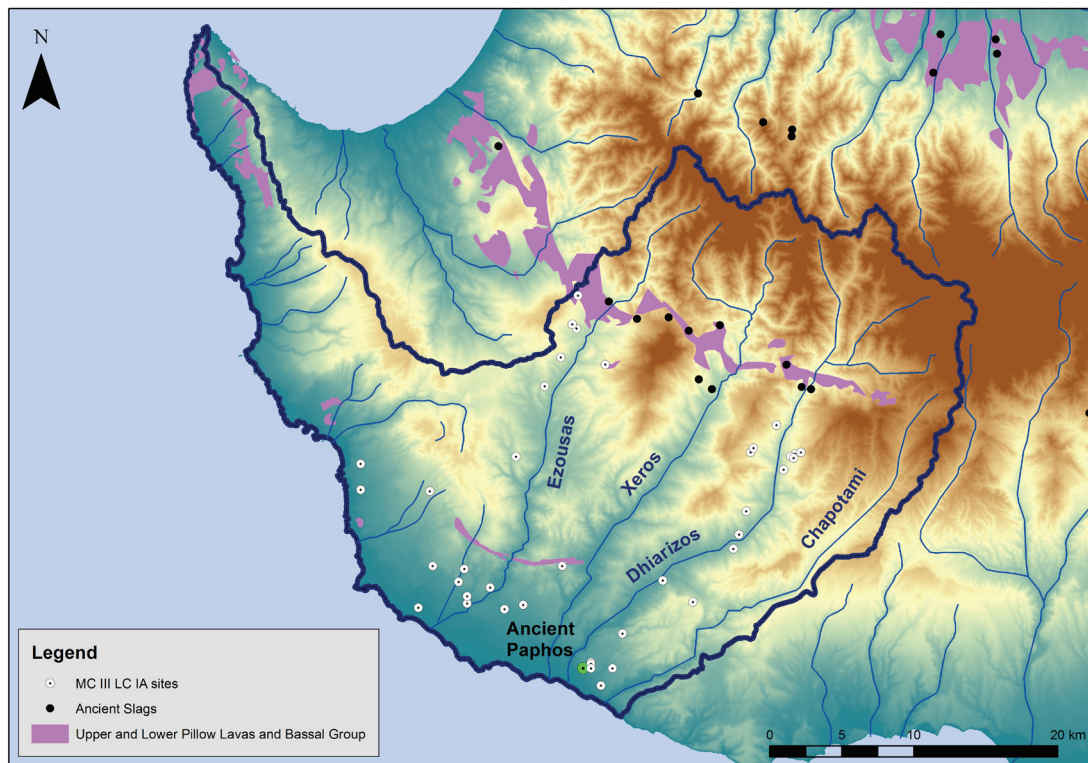 N
Ezousas
Xeros
Dhiarizos
Chapotami
Ancient
Paphos
Legend
MC III LC IA sites
Ancient Slags
Upper and Lower Pillow Lavas and Bassal Group
0 5 10 20 km